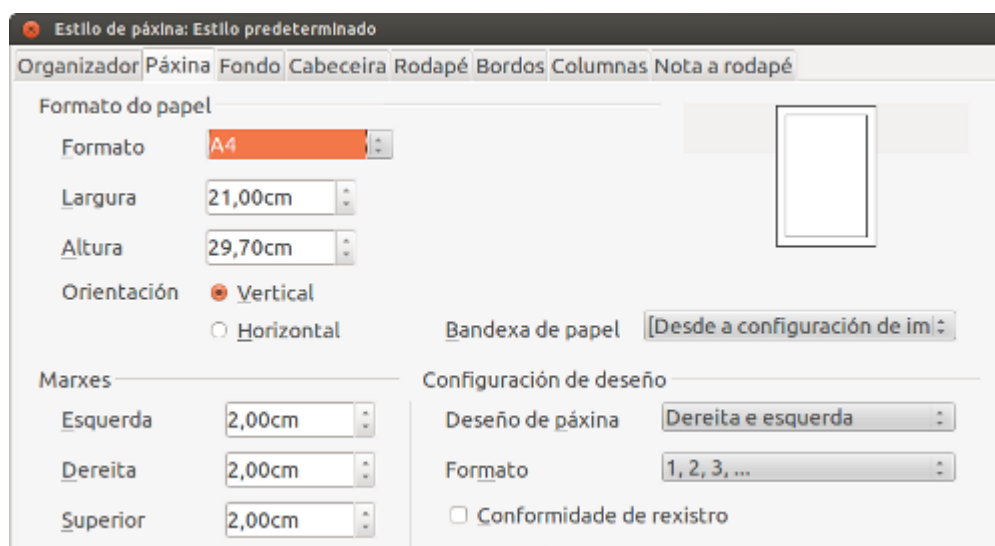 Estilo de páxina: Estilo predeterminado
Organizador Páxina Fondo Cabeceira Rodapé Bordos Columnas Nota a rodapé
Formato do papel
Formato A4
Largura 21,00cm
Altura 29,70cm
Orientación Vertical
Horizontal Bandexa de papel [Desde a configuración de im
Marxes Configuración de deseño
Esquerda 2,00cm Deseño de páxina Dereita e esquerda
Dereita 2,00cm Formato 1, 2, 3, ...
Superior 2,00cm Conformidade de rexistro